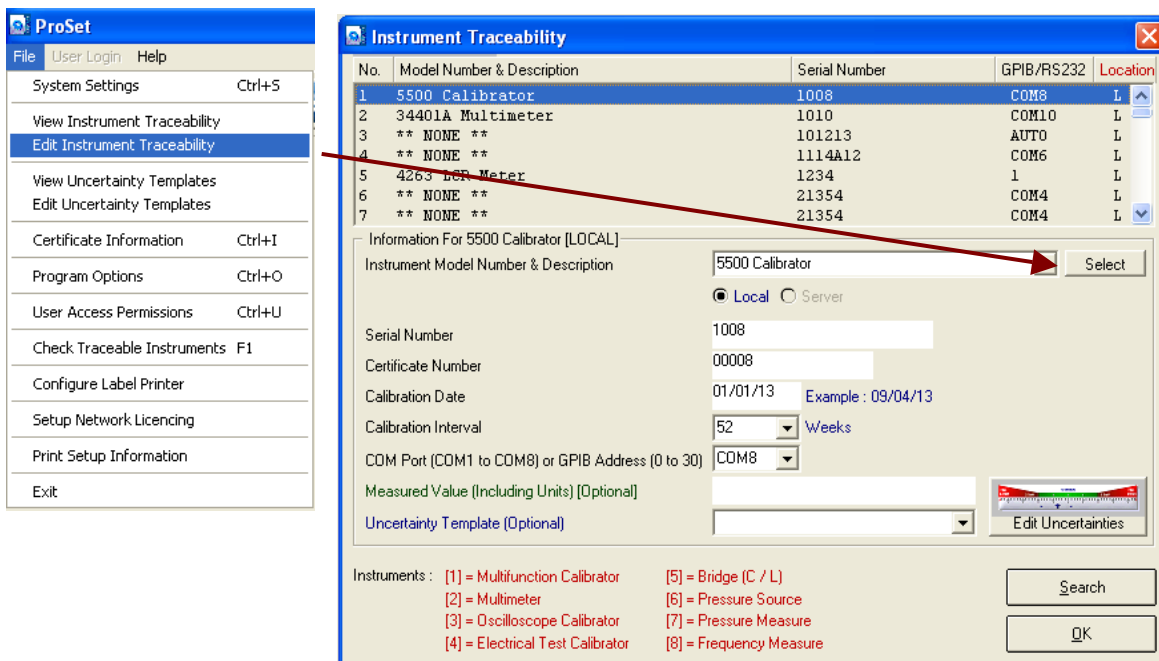 ProSet
File User Login Help
System Settings Ctrl+S
View Instrument Traceability
Edit Instrument Traceability
View Uncertainty Templates
Edit Uncertainty Templates
Certificate Information Ctrl+I
Program Options Ctrl+O
User Access Permissions Ctrl+U
Check Traceable Instruments F1
Configure Label Printer
Setup Network Licencing
Print Setup Information
Exit
Instrument Traceability
No. Model Number & Description Serial Number GPIB/RS232 Location
1 5500 Calibrator 1008 COM8 L
2 34401A Multimeter 1010 COM10 L
3 ** NONE ** 101213 AUTO L
4 ** NONE ** 1114A12 COM6 L
5 4263 LCR Meter 1234 1 L
6 ** NONE ** 21354 COM4 L
7 ** NONE ** 21354 COM4 L
Information For 5500 Calibrator [LOCAL]
Instrument Model Number & Description 5500 Calibrator Select
Local Server
Serial Number 1008
Certificate Number 00008
Calibration Date 01/01/13 Example : 09/04/13
Calibration Interval 52 Weeks
COM Port (COM1 to COM8) or GPIB Address (0 to 30) COM8
Measured Value (Including Units) [Optional]
Uncertainty Template (Optional) Edit Uncertainties
Instruments : [1] = Multifunction Calibrator [5] = Bridge (C / L)
[2] = Multimeter [6] = Pressure Source
[3] = Oscilloscope Calibrator [7] = Pressure Measure
[4] = Electrical Test Calibrator [8] = Frequency Measure
Search
OK